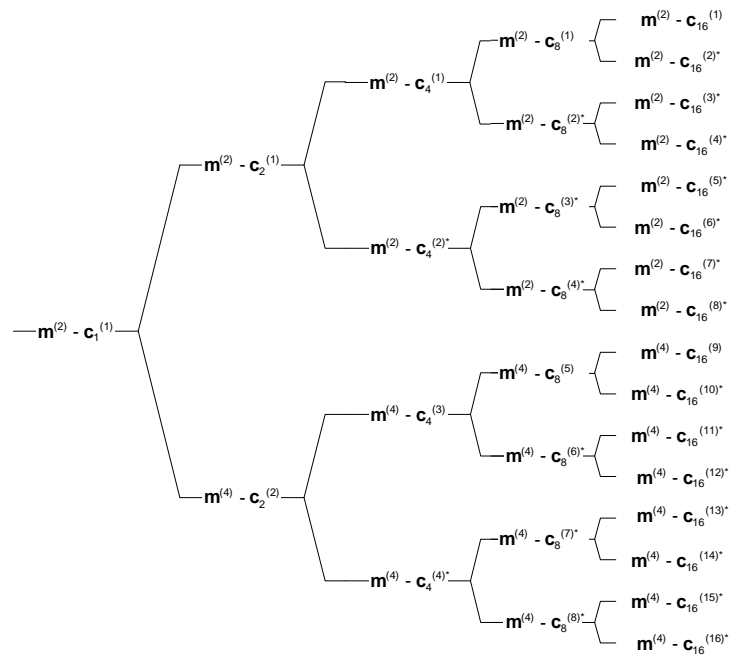 m⁽²⁾ - c₁₆⁽¹⁾
m⁽²⁾ - c₈⁽¹⁾
m⁽²⁾ - c₁₆⁽²⁾*
m⁽²⁾ - c₄⁽¹⁾
m⁽²⁾ - c₁₆⁽³⁾*
m⁽²⁾ - c₈⁽²⁾*
m⁽²⁾ - c₁₆⁽⁴⁾*
m⁽²⁾ - c₂⁽¹⁾
m⁽²⁾ - c₁₆⁽⁵⁾*
m⁽²⁾ - c₈⁽³⁾*
m⁽²⁾ - c₁₆⁽⁶⁾*
m⁽²⁾ - c₄⁽²⁾*
m⁽²⁾ - c₁₆⁽⁷⁾*
m⁽²⁾ - c₈⁽⁴⁾*
m⁽²⁾ - c₁₆⁽⁸⁾*
m⁽²⁾ - c₁⁽¹⁾
m⁽⁴⁾ - c₁₆⁽⁹⁾
m⁽⁴⁾ - c₈⁽⁵⁾
m⁽⁴⁾ - c₁₆⁽¹⁰⁾*
m⁽⁴⁾ - c₄⁽³⁾
m⁽⁴⁾ - c₁₆⁽¹¹⁾*
m⁽⁴⁾ - c₈⁽⁶⁾*
m⁽⁴⁾ - c₁₆⁽¹²⁾*
m⁽⁴⁾ - c₂⁽²⁾
m⁽⁴⁾ - c₁₆⁽¹³⁾*
m⁽⁴⁾ - c₈⁽⁷⁾*
m⁽⁴⁾ - c₁₆⁽¹⁴⁾*
m⁽⁴⁾ - c₄⁽⁴⁾*
m⁽⁴⁾ - c₁₆⁽¹⁵⁾*
m⁽⁴⁾ - c₈⁽⁸⁾*
m⁽⁴⁾ - c₁₆⁽¹⁶⁾*